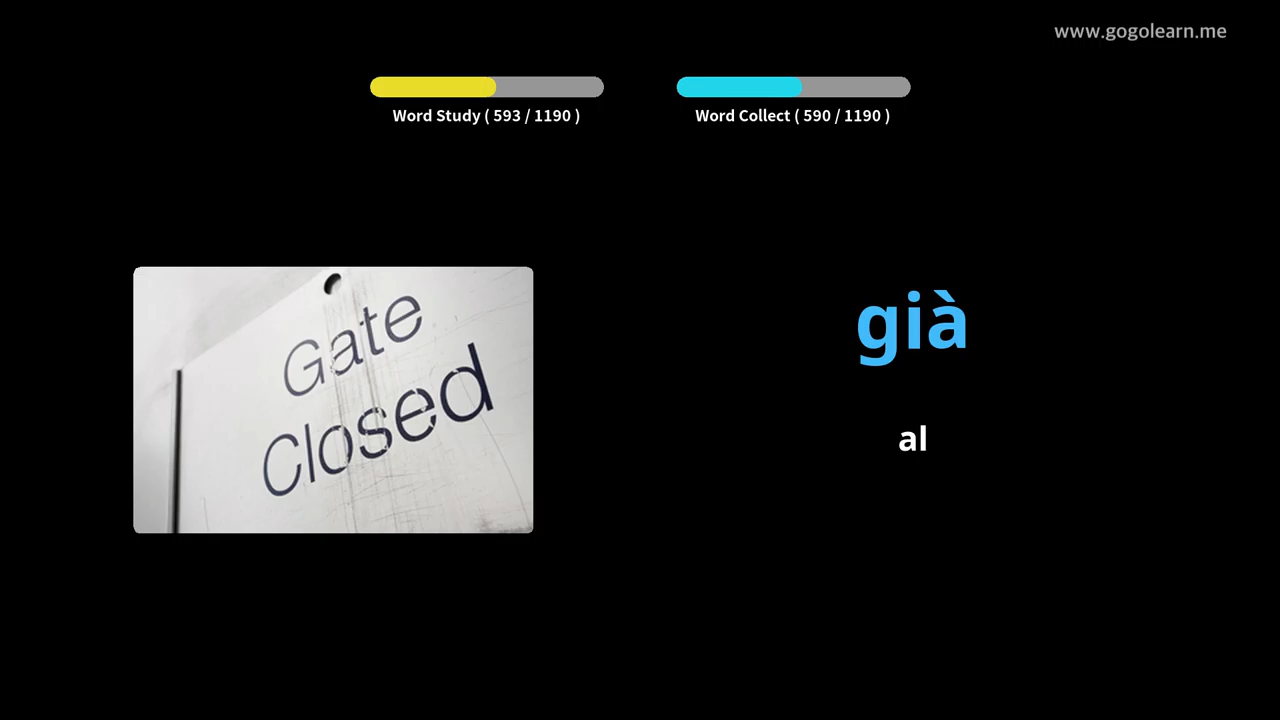 www.gogolearn.me
Word Study ( 593 / 1190 )
Word Collect ( 590 / 1190 )
Gate
Closed
già
al